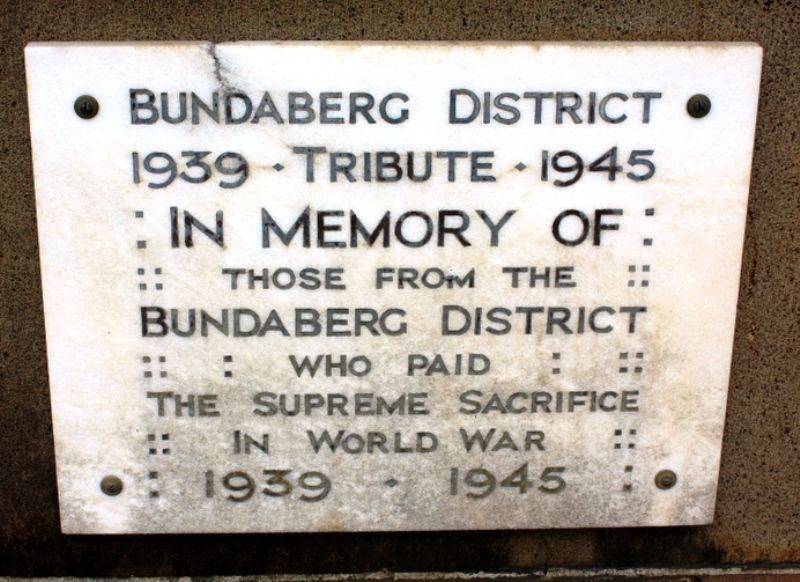 BUNDABERG DISTRICT
1939 · TRIBUTE · 1945
: IN MEMORY OF :
:: THOSE FROM THE ::
BUNDABERG DISTRICT
:: : WHO PAID : ::
THE SUPREME SACRIFICE
:: IN WORLD WAR ::
: 1939 · 1945 :